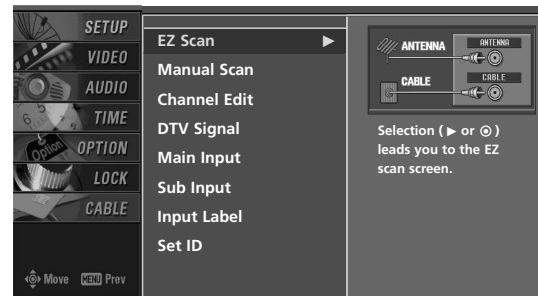 SETUP
VIDEO
AUDIO
TIME
OPTION
LOCK
CABLE
Move MENU Prev
EZ Scan ▶
Manual Scan
Channel Edit
DTV Signal
Main Input
Sub Input
Input Label
Set ID
ANTENNA
ANTENNA
CABLE
CABLE
Selection ( ▶ or ⊙ )
leads you to the EZ
scan screen.